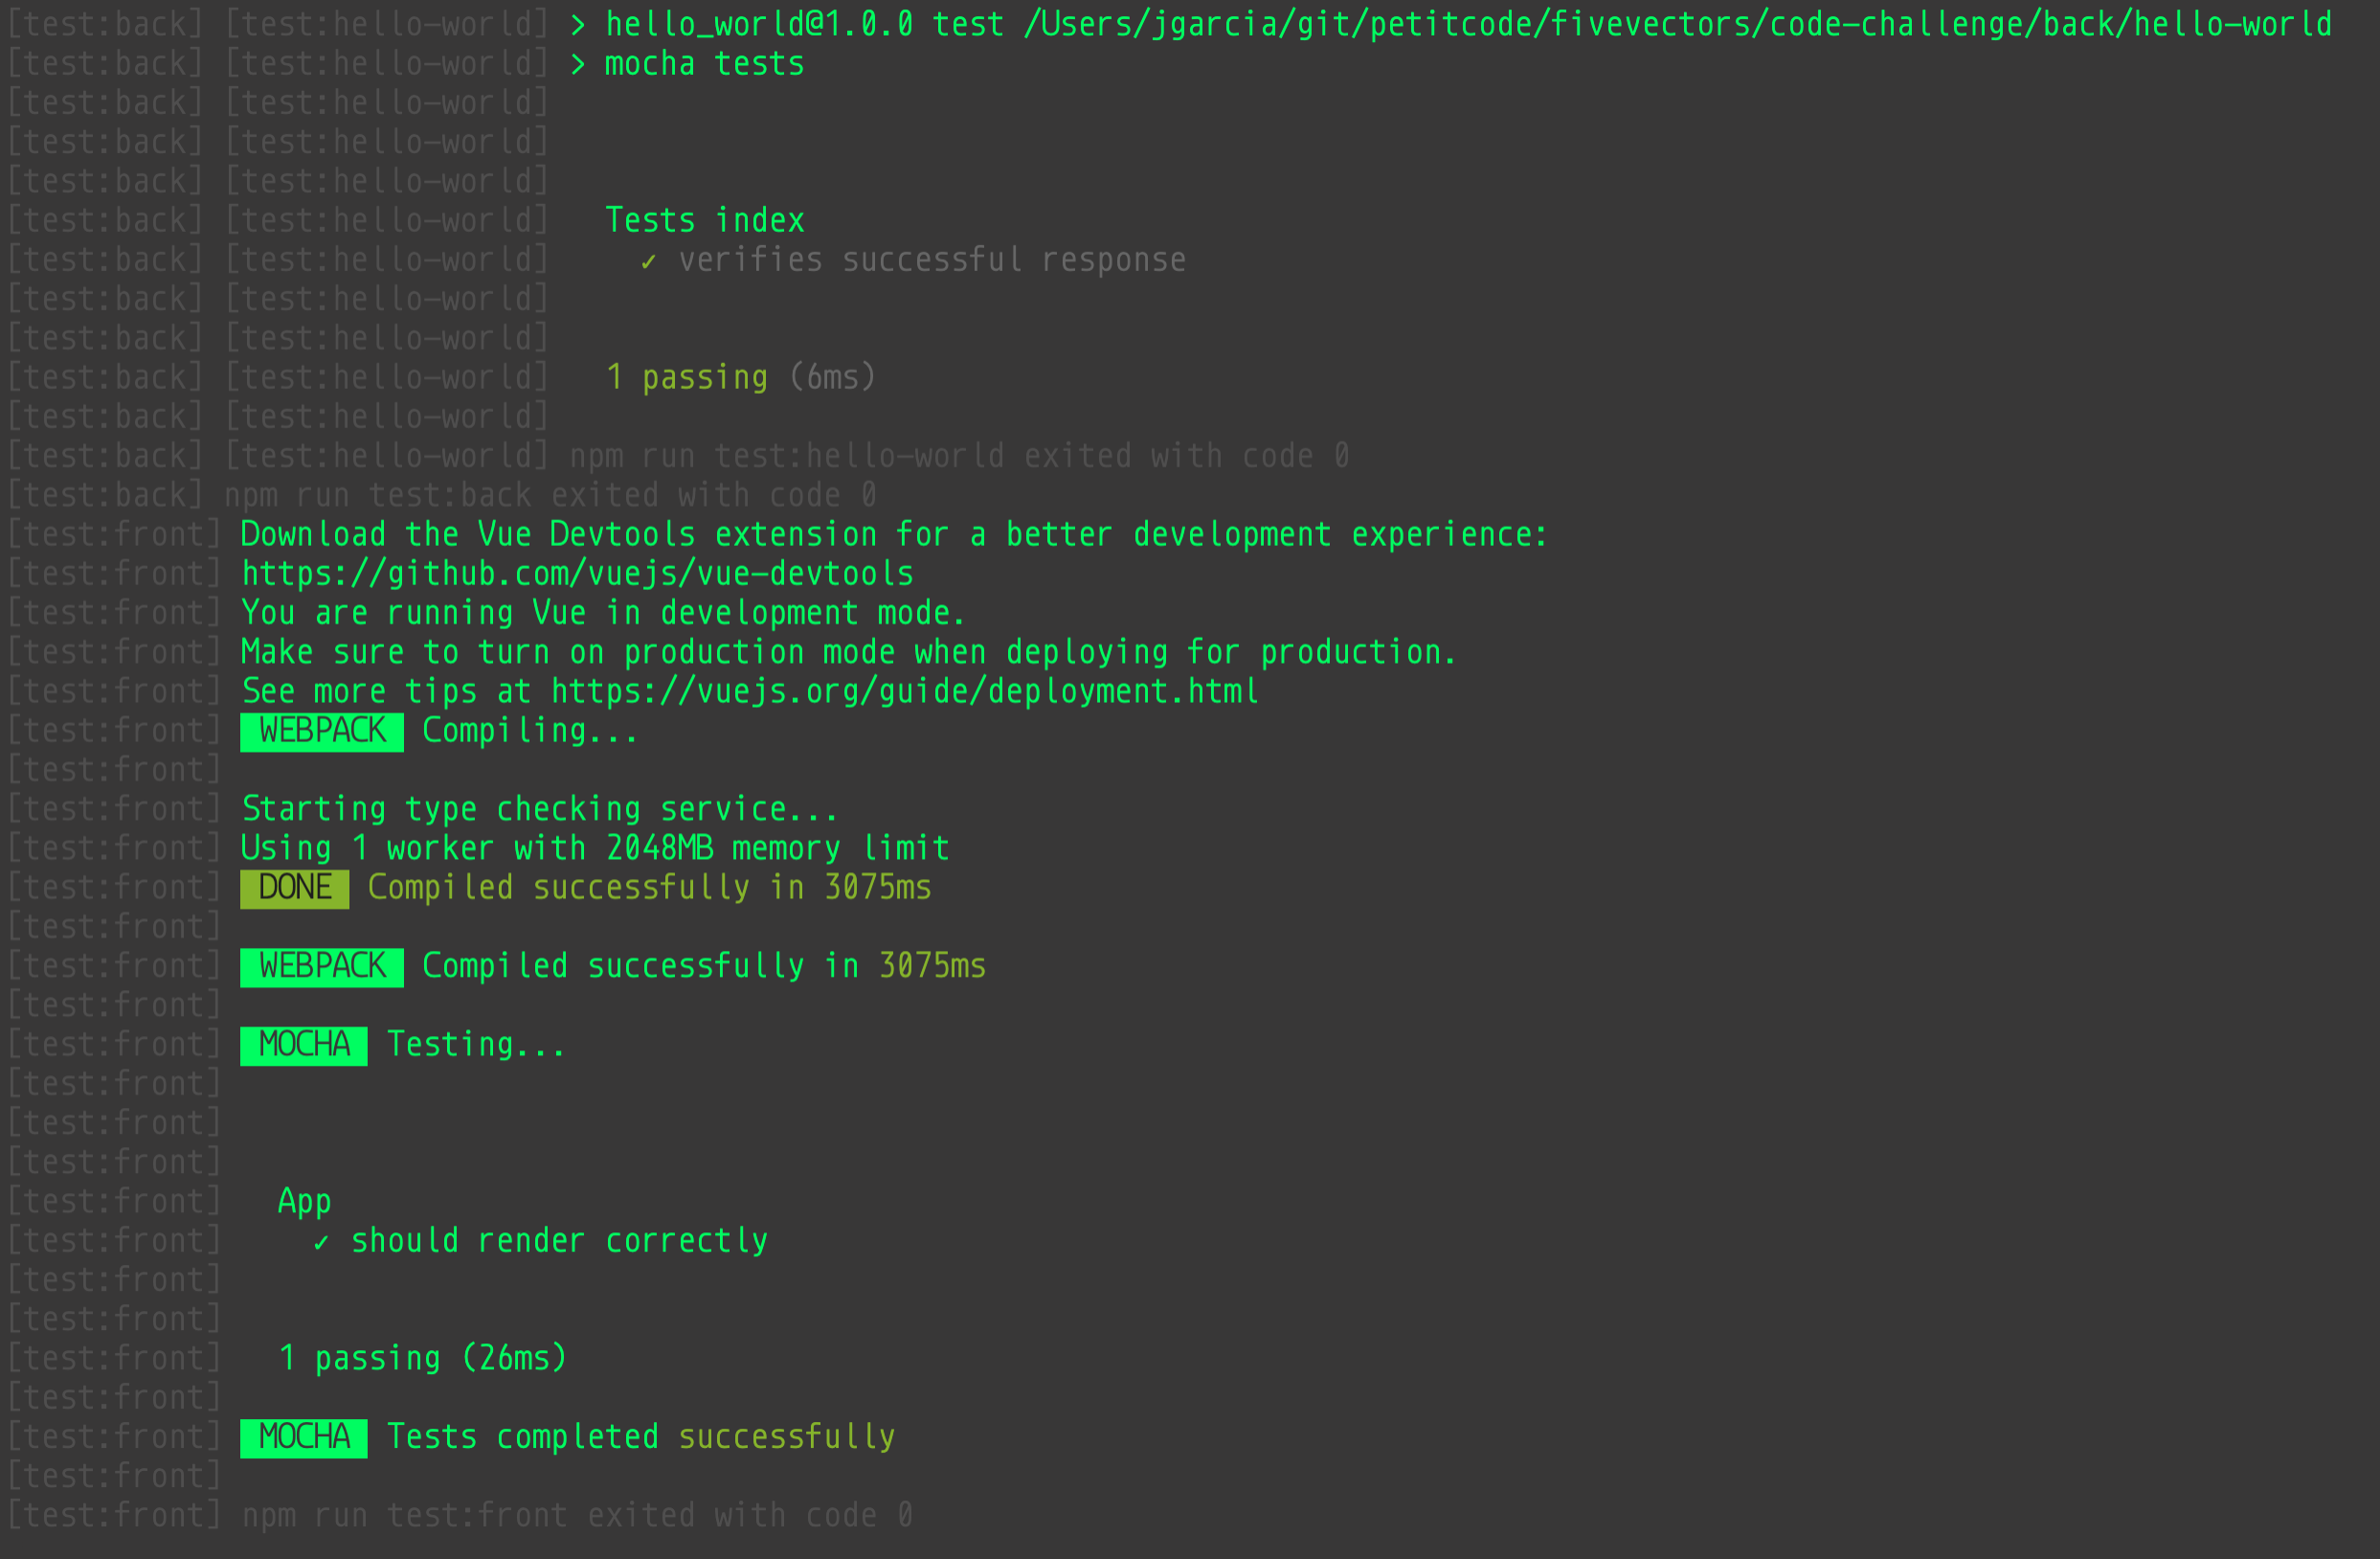 [test:back] [test:hello-world] > hello_world@1.0.0 test /Users/jgarcia/git/petitcode/fivevectors/code-challenge/back/hello-world
[test:back] [test:hello-world] > mocha tests
[test:back] [test:hello-world]
[test:back] [test:hello-world]
[test:back] [test:hello-world]
[test:back] [test:hello-world]   Tests index
[test:back] [test:hello-world]     ✓ verifies successful response
[test:back] [test:hello-world]
[test:back] [test:hello-world]
[test:back] [test:hello-world]   1 passing (6ms)
[test:back] [test:hello-world]
[test:back] [test:hello-world] npm run test:hello-world exited with code 0
[test:back] npm run test:back exited with code 0
[test:front] Download the Vue Devtools extension for a better development experience:
[test:front] https://github.com/vuejs/vue-devtools
[test:front] You are running Vue in development mode.
[test:front] Make sure to turn on production mode when deploying for production.
[test:front] See more tips at https://vuejs.org/guide/deployment.html
[test:front]  WEBPACK  Compiling...
[test:front]
[test:front] Starting type checking service...
[test:front] Using 1 worker with 2048MB memory limit
[test:front]  DONE  Compiled successfully in 3075ms
[test:front]
[test:front]  WEBPACK  Compiled successfully in 3075ms
[test:front]
[test:front]  MOCHA  Testing...
[test:front]
[test:front]
[test:front]
[test:front]   App
[test:front]     ✓ should render correctly
[test:front]
[test:front]
[test:front]   1 passing (26ms)
[test:front]
[test:front]  MOCHA  Tests completed successfully
[test:front]
[test:front] npm run test:front exited with code 0